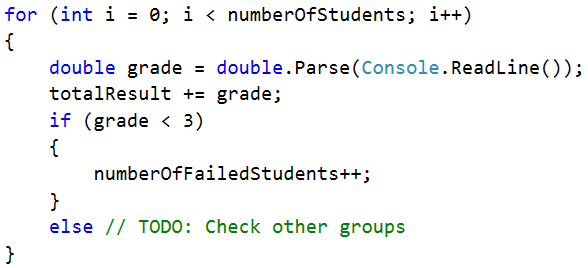 for (int i = 0; i < numberOfStudents; i++)
{
    double grade = double.Parse(Console.ReadLine());
    totalResult += grade;
    if (grade < 3)
    {
        numberOfFailedStudents++;
    }
    else // TODO: Check other groups
}